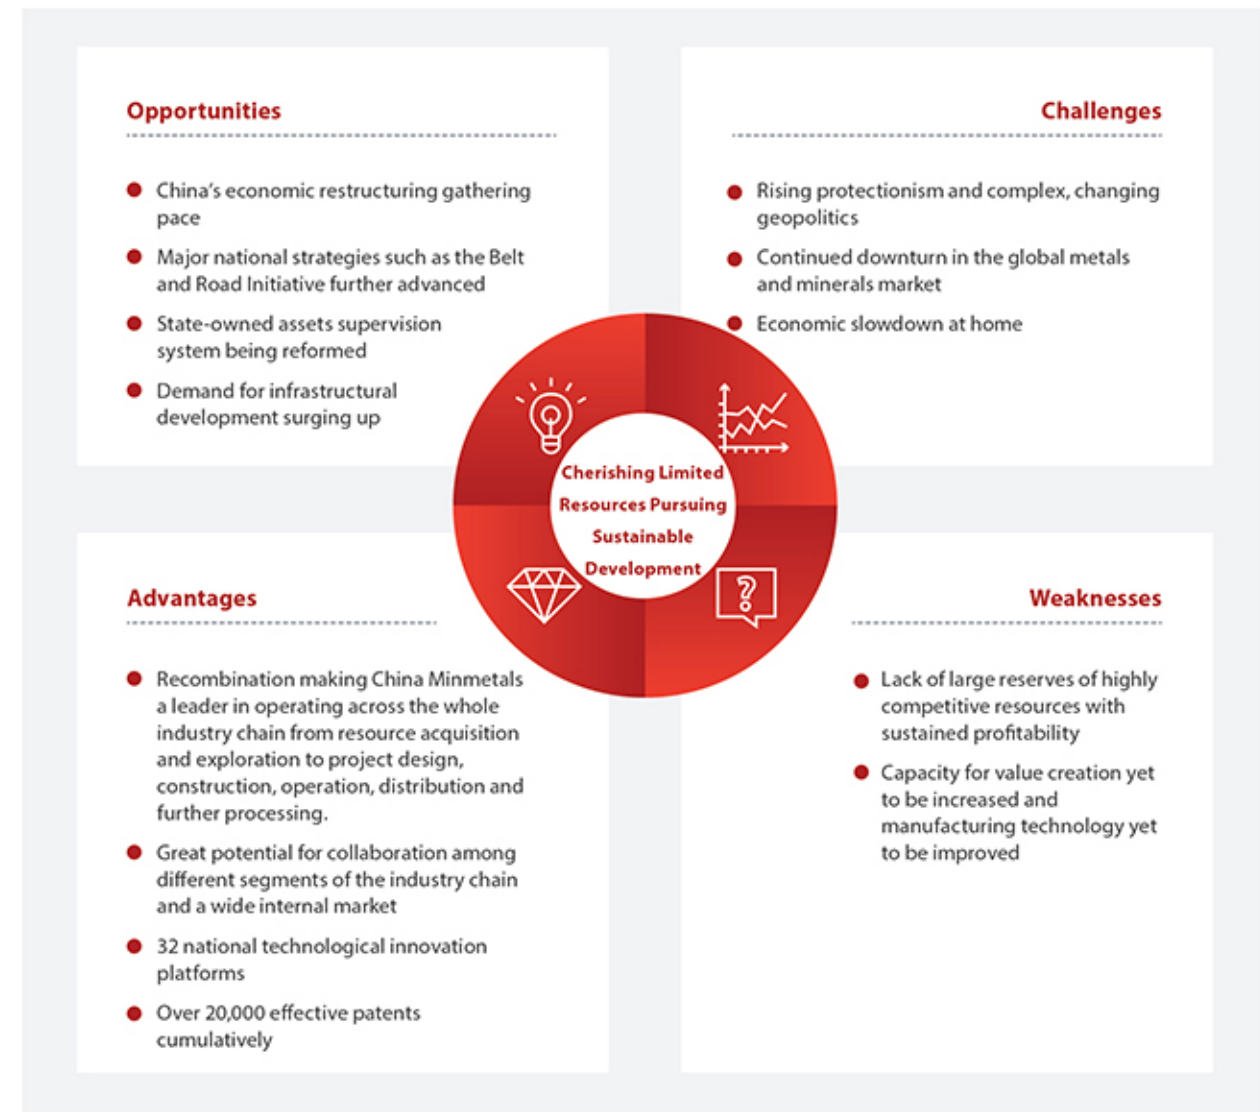 Opportunities
China’s economic restructuring gathering
pace
Major national strategies such as the Belt
and Road Initiative further advanced
State-owned assets supervision
system being reformed
Demand for infrastructural
development surging up
Challenges
Rising protectionism and complex, changing
geopolitics
Continued downturn in the global metals
and minerals market
Economic slowdown at home
Cherishing Limited
Resources Pursuing
Sustainable
Development
?
Advantages
Recombination making China Minmetals
a leader in operating across the whole
industry chain from resource acquisition
and exploration to project design,
construction, operation, distribution and
further processing.
Great potential for collaboration among
different segments of the industry chain
and a wide internal market
32 national technological innovation
platforms
Over 20,000 effective patents
cumulatively
Weaknesses
Lack of large reserves of highly
competitive resources with
sustained profitability
Capacity for value creation yet
to be increased and
manufacturing technology yet
to be improved